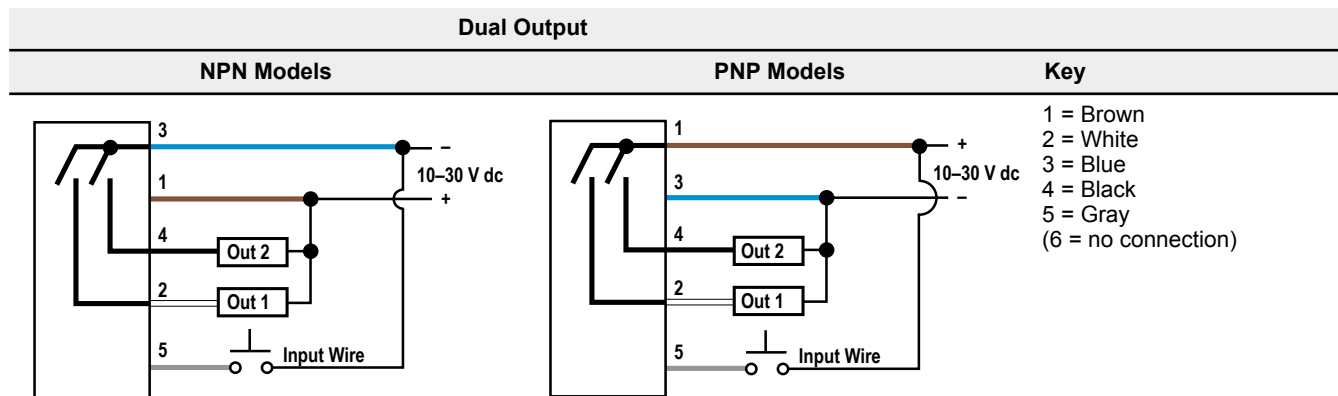 Dual Output
NPN Models
PNP Models
Key
3
–
10–30 V dc
1
+
4
Out 2
2
Out 1
5
Input Wire
1
+
10–30 V dc
3
–
4
Out 2
2
Out 1
5
Input Wire
1 = Brown
2 = White
3 = Blue
4 = Black
5 = Gray
(6 = no connection)